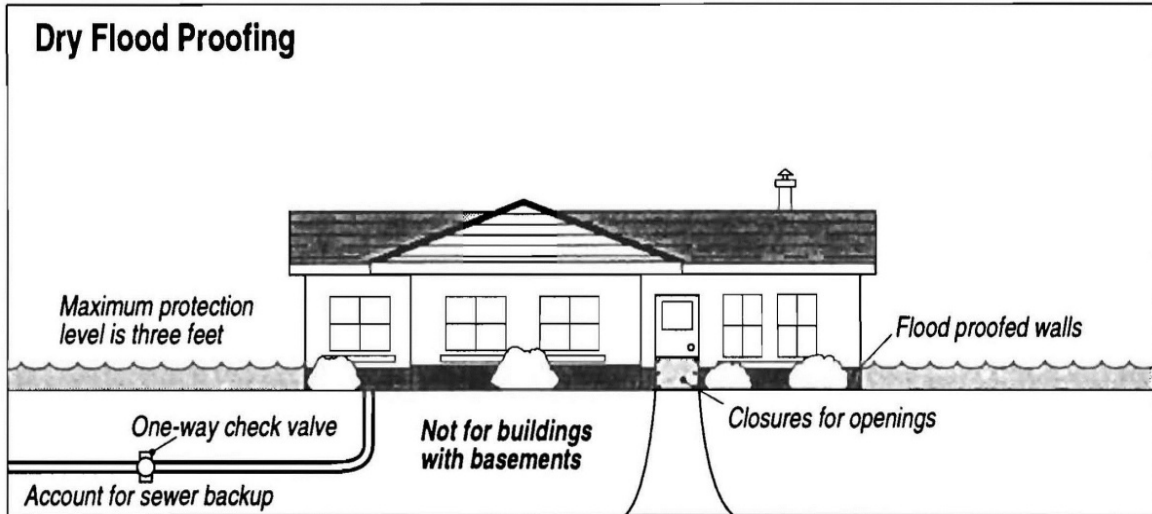 Dry Flood Proofing
Maximum protection
level is three feet
Flood proofed walls
Closures for openings
One-way check valve
Not for buildings
with basements
Account for sewer backup